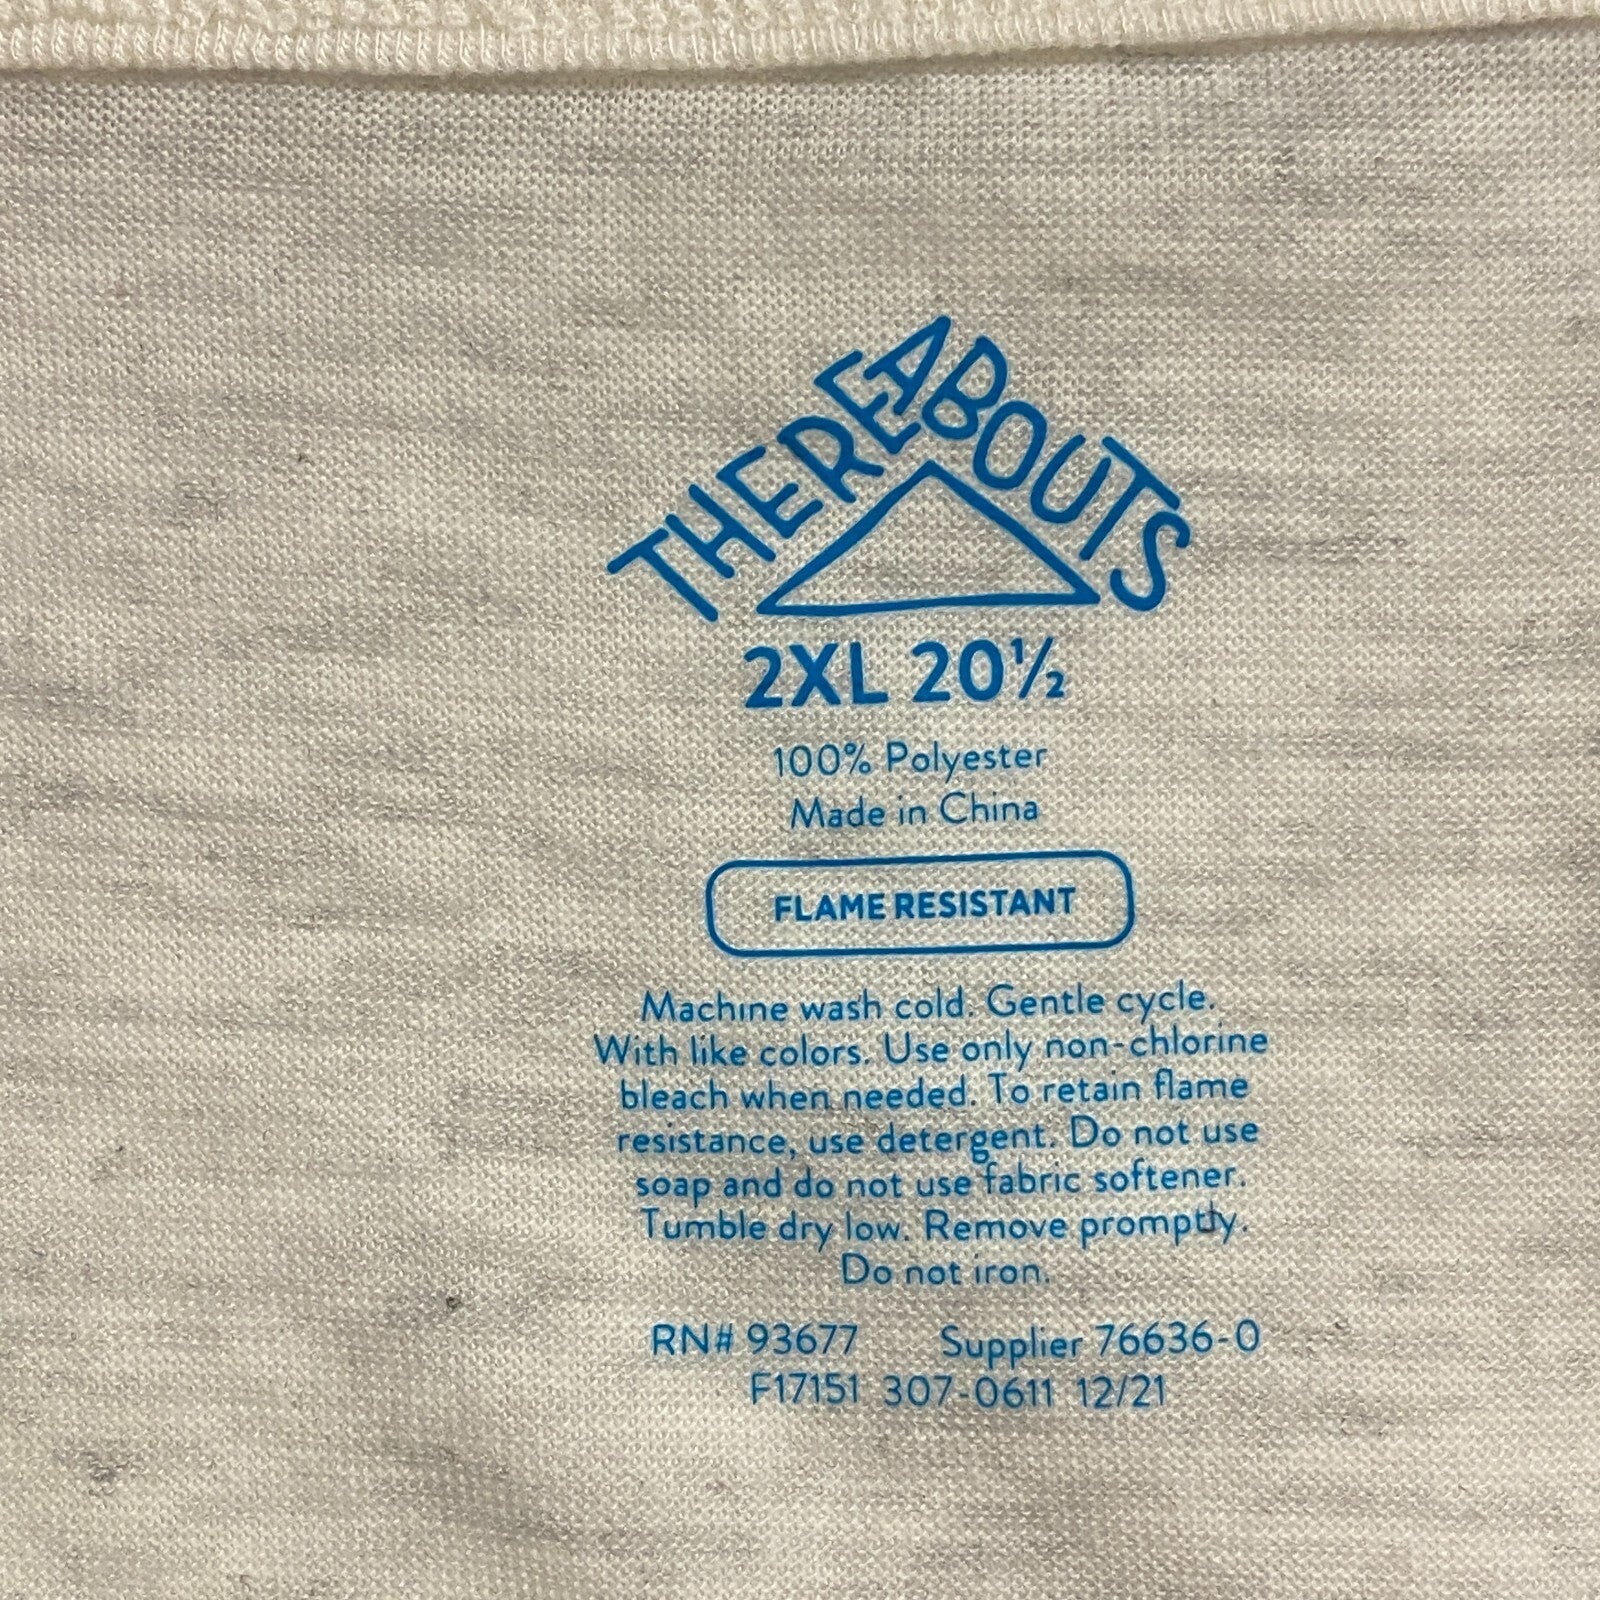 THEREABOUTS
2XL 20½
100% Polyester
Made in China
FLAME RESISTANT
Machine wash cold. Gentle cycle.
With like colors. Use only non-chlorine
bleach when needed. To retain flame
resistance, use detergent. Do not use
soap and do not use fabric softener.
Tumble dry low. Remove promptly.
Do not iron.
RN# 93677 Supplier 76636-0
F17151 307-0611 12/21